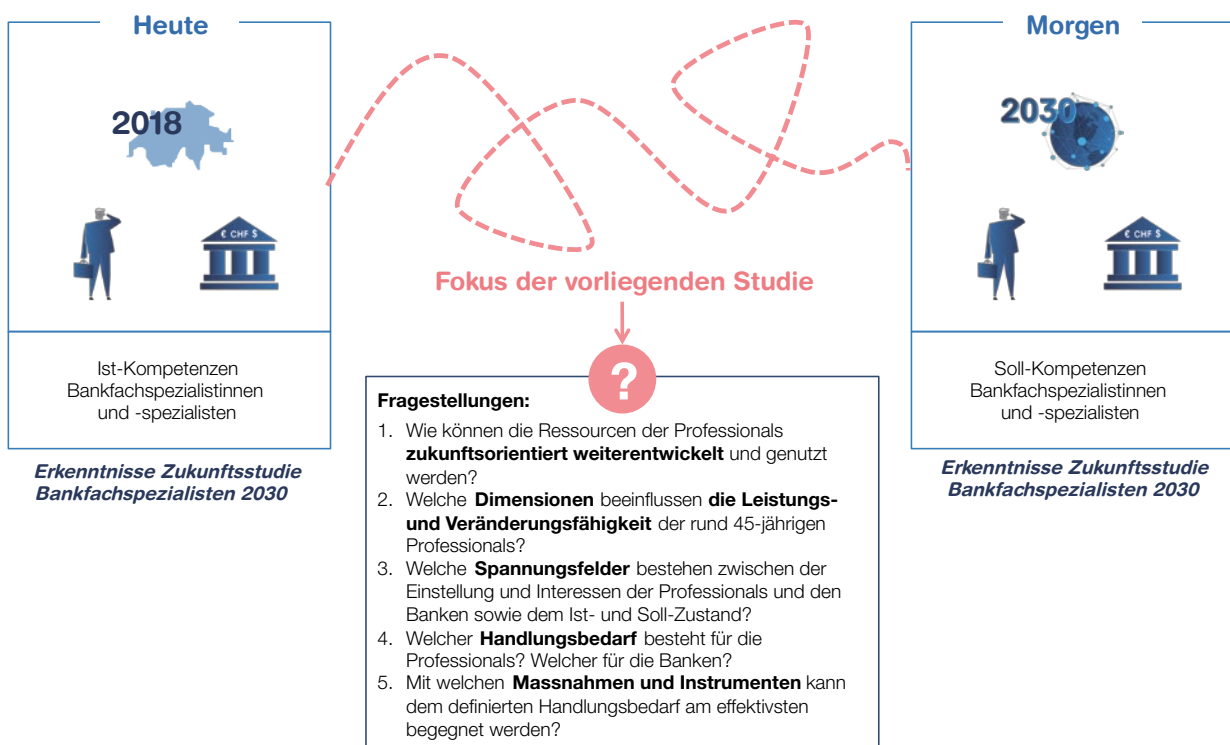 Heute
2018
€ CHF $
Ist-Kompetenzen
Bankfachspezialistinnen
und -spezialisten
Erkenntnisse Zukunftsstudie
Bankfachspezialisten 2030
Fokus der vorliegenden Studie
?
Fragestellungen:
1. Wie können die Ressourcen der Professionals
zukunftsorientiert weiterentwickelt und genutzt
werden?
2. Welche Dimensionen beeinflussen die Leistungs-
und Veränderungsfähigkeit der rund 45-jährigen
Professionals?
3. Welche Spannungsfelder bestehen zwischen der
Einstellung und Interessen der Professionals und den
Banken sowie dem Ist- und Soll-Zustand?
4. Welcher Handlungsbedarf besteht für die
Professionals? Welcher für die Banken?
5. Mit welchen Massnahmen und Instrumenten kann
dem definierten Handlungsbedarf am effektivsten
begegnet werden?
Morgen
2030
€ CHF $
Soll-Kompetenzen
Bankfachspezialistinnen
und -spezialisten
Erkenntnisse Zukunftsstudie
Bankfachspezialisten 2030